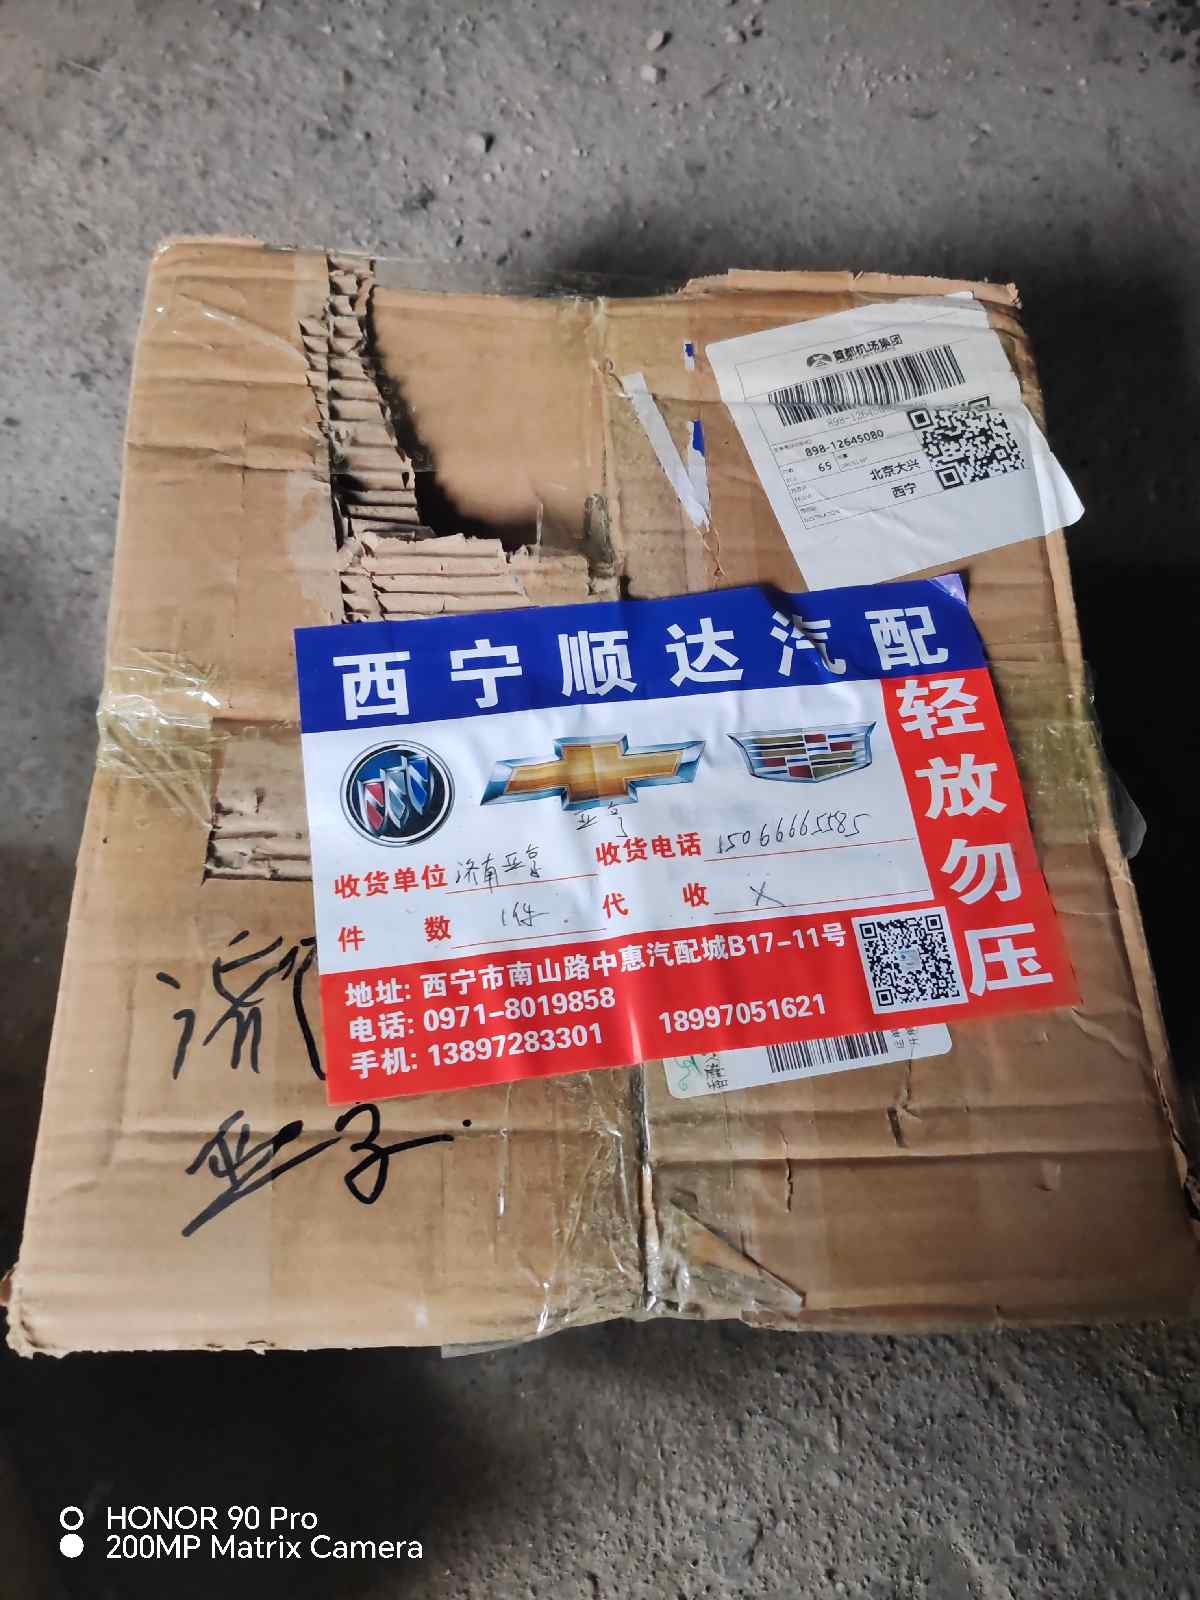 首都机场集团
898-12645080
65
北京大兴
西宁
西宁顺达汽配
轻放勿压
亚亨
收货单位 济南亚亨 收货电话 15066665585
件数 1件 代收 X
地址: 西宁市南山路中惠汽配城B17-11号
电话: 0971-8019858
手机: 13897283301 18997051621
济
亚
HONOR 90 Pro
200MP Matrix Camera